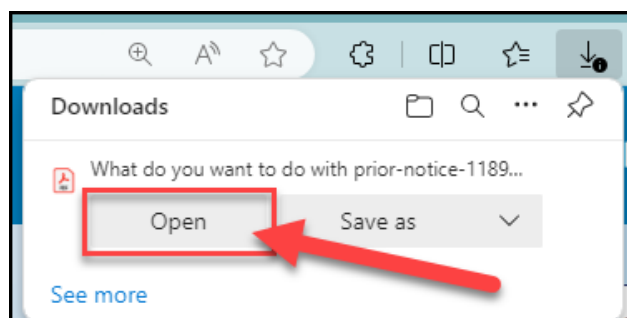 Downloads
What do you want to do with prior-notice-1189...
Open
Save as
See more